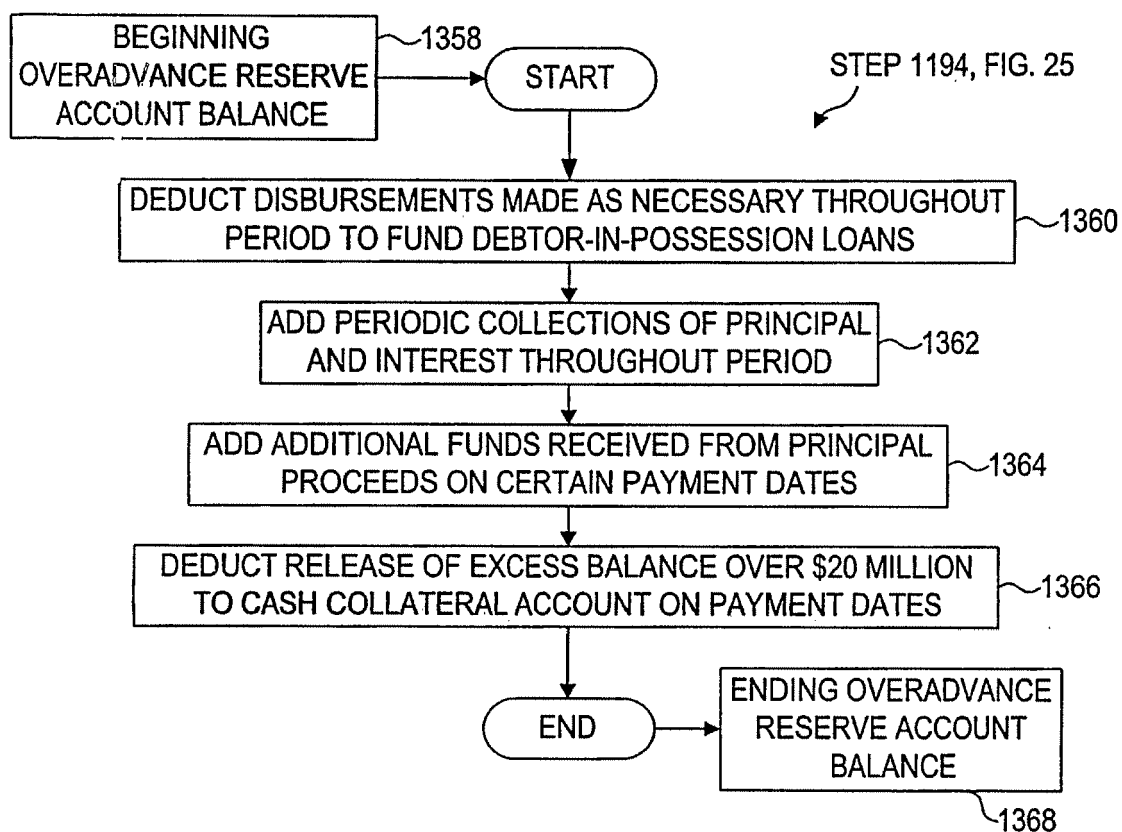 BEGINNING
OVERADVANCE RESERVE
ACCOUNT BALANCE
1358
START
STEP 1194, FIG. 25
DEDUCT DISBURSEMENTS MADE AS NECESSARY THROUGHOUT
PERIOD TO FUND DEBTOR-IN-POSSESSION LOANS
1360
ADD PERIODIC COLLECTIONS OF PRINCIPAL
AND INTEREST THROUGHOUT PERIOD
1362
ADD ADDITIONAL FUNDS RECEIVED FROM PRINCIPAL
PROCEEDS ON CERTAIN PAYMENT DATES
1364
DEDUCT RELEASE OF EXCESS BALANCE OVER $20 MILLION
TO CASH COLLATERAL ACCOUNT ON PAYMENT DATES
1366
END
ENDING OVERADVANCE
RESERVE ACCOUNT
BALANCE
1368